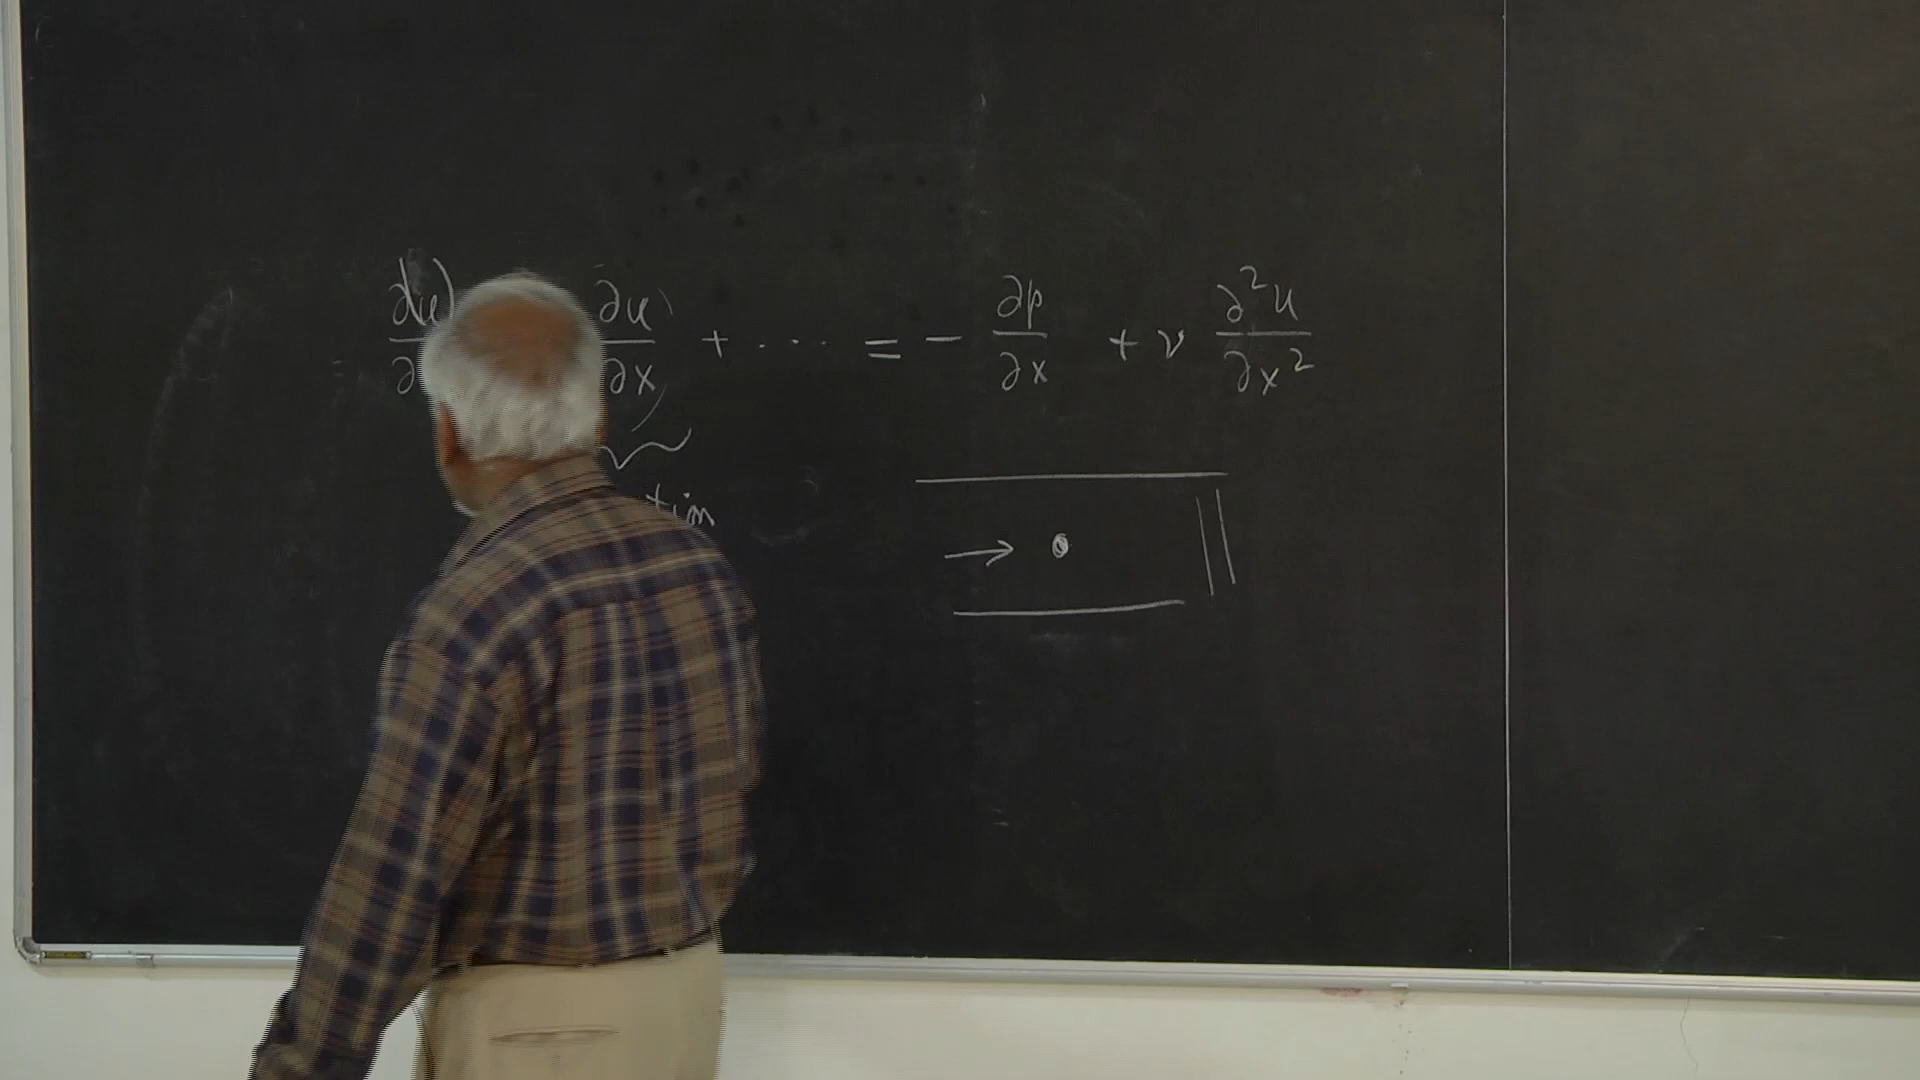 ∂u/∂ ∂u/∂x + ... = - ∂p/∂x + ν ∂²u/∂x²